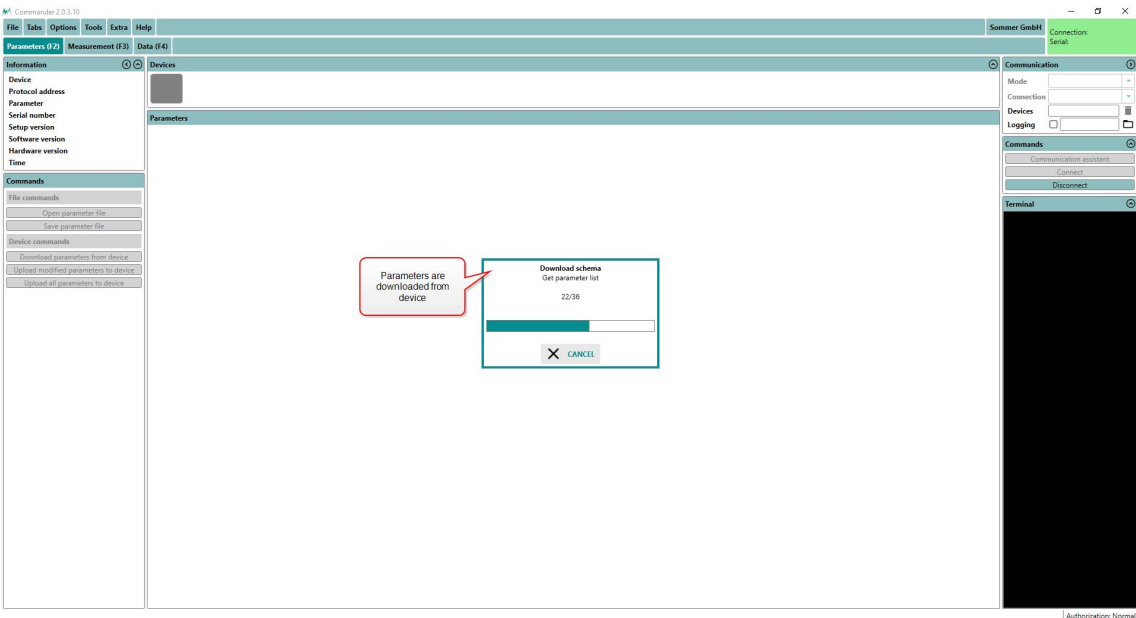 Commander 2.0.3.10
File Tabs Options Tools Extra Help
Sommer GmbH
Connection:
Serial:
Parameters (F2) Measurement (F3) Data (F4)
Information
Device
Protocol address
Parameter
Serial number
Setup version
Software version
Hardware version
Time
Commands
File commands
Open parameter file
Save parameter file
Device commands
Download parameters from device
Upload modified parameters to device
Upload all parameters to device
Devices
Parameters
Parameters are
downloaded from
device
Download schema
Get parameter list
22/36
CANCEL
Communication
Mode
Connection
Devices
Logging
Commands
Communication assistant
Connect
Disconnect
Terminal
Authorization: Normal